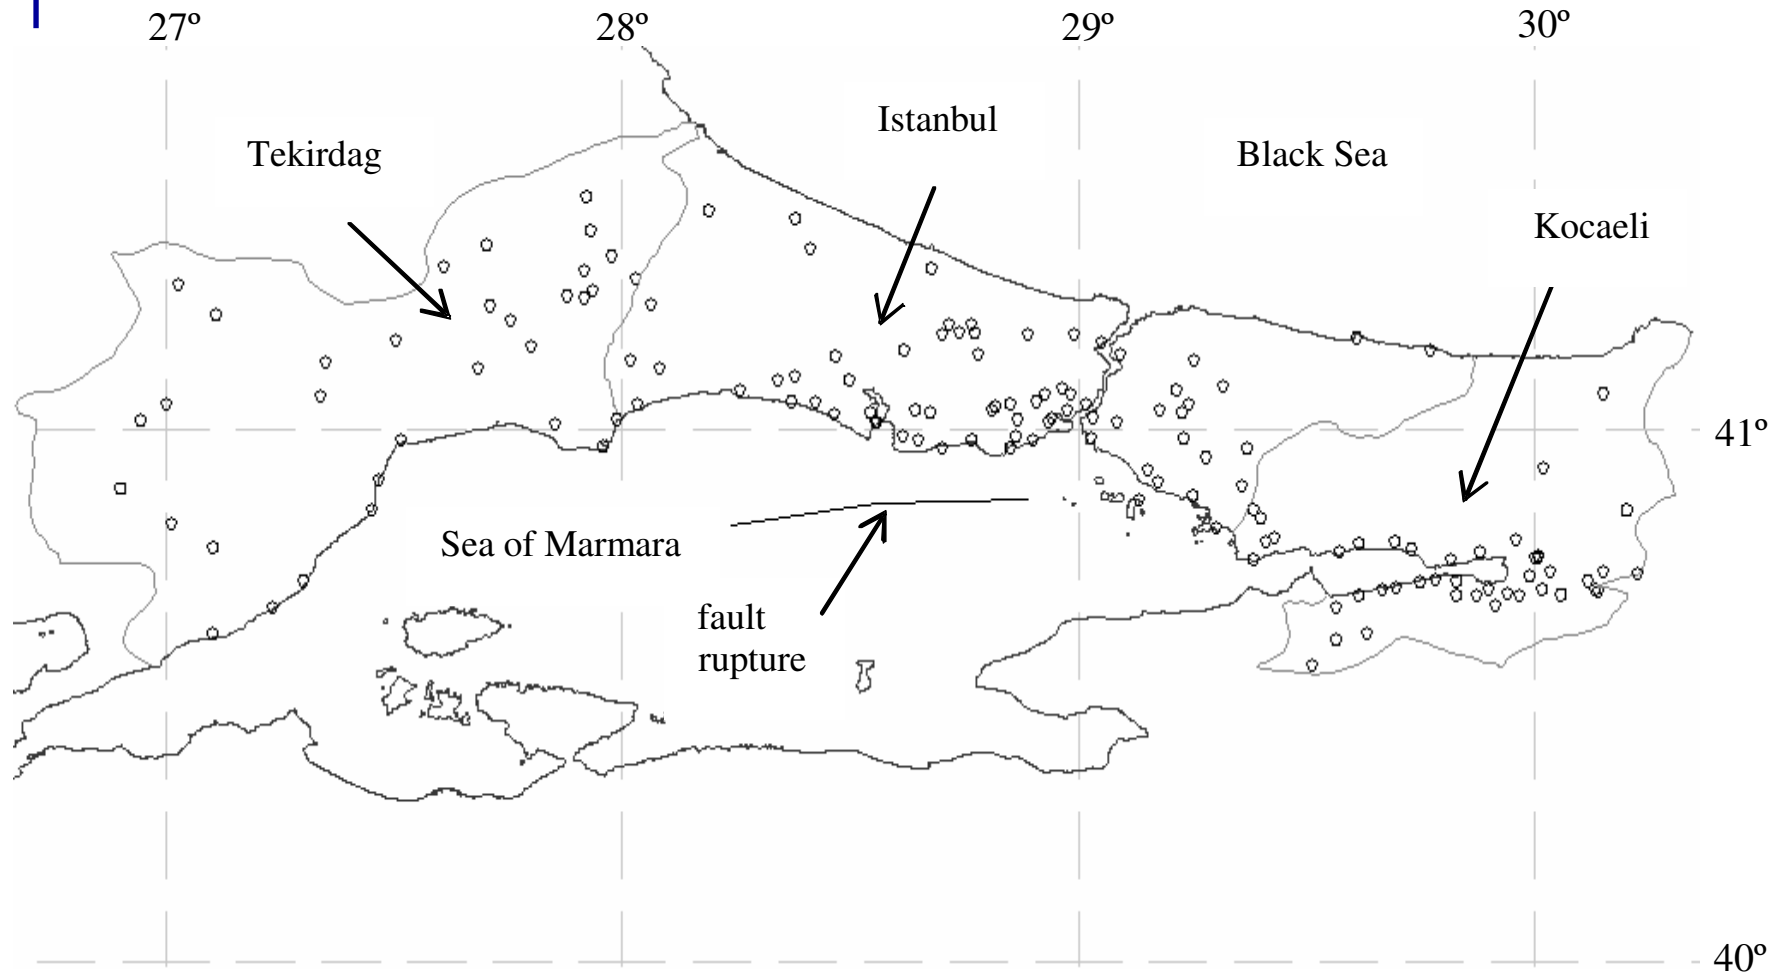 27º 28º 29º 30º
Istanbul
Tekirdag
Black Sea
Kocaeli
41º
Sea of Marmara
fault
rupture
40º